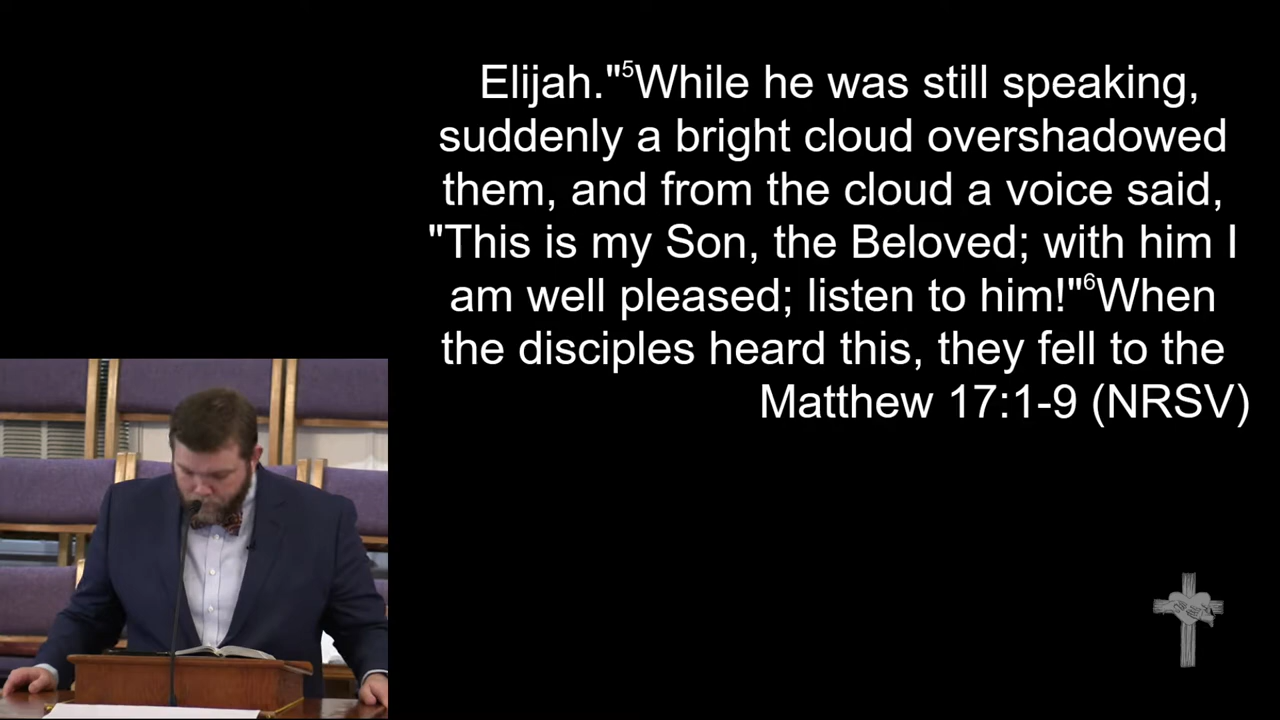 Elijah."⁵While he was still speaking,
suddenly a bright cloud overshadowed
them, and from the cloud a voice said,
"This is my Son, the Beloved; with him I
am well pleased; listen to him!"⁶When
the disciples heard this, they fell to the
Matthew 17:1-9 (NRSV)